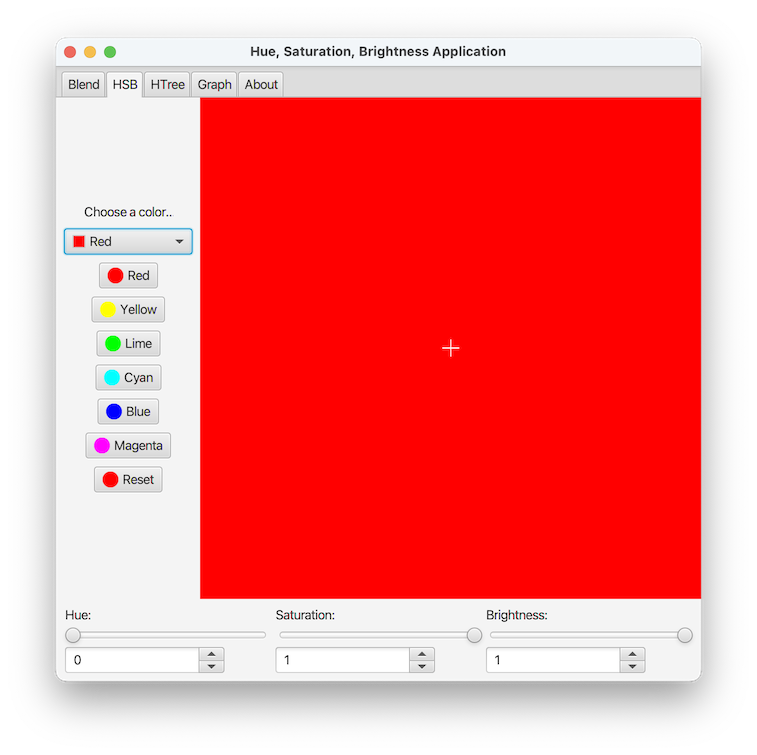 Hue, Saturation, Brightness Application
Blend HSB HTree Graph About
Choose a color..
Red
Red
Yellow
Lime
Cyan
Blue
Magenta
Reset
Hue: Saturation: Brightness:
0 1 1